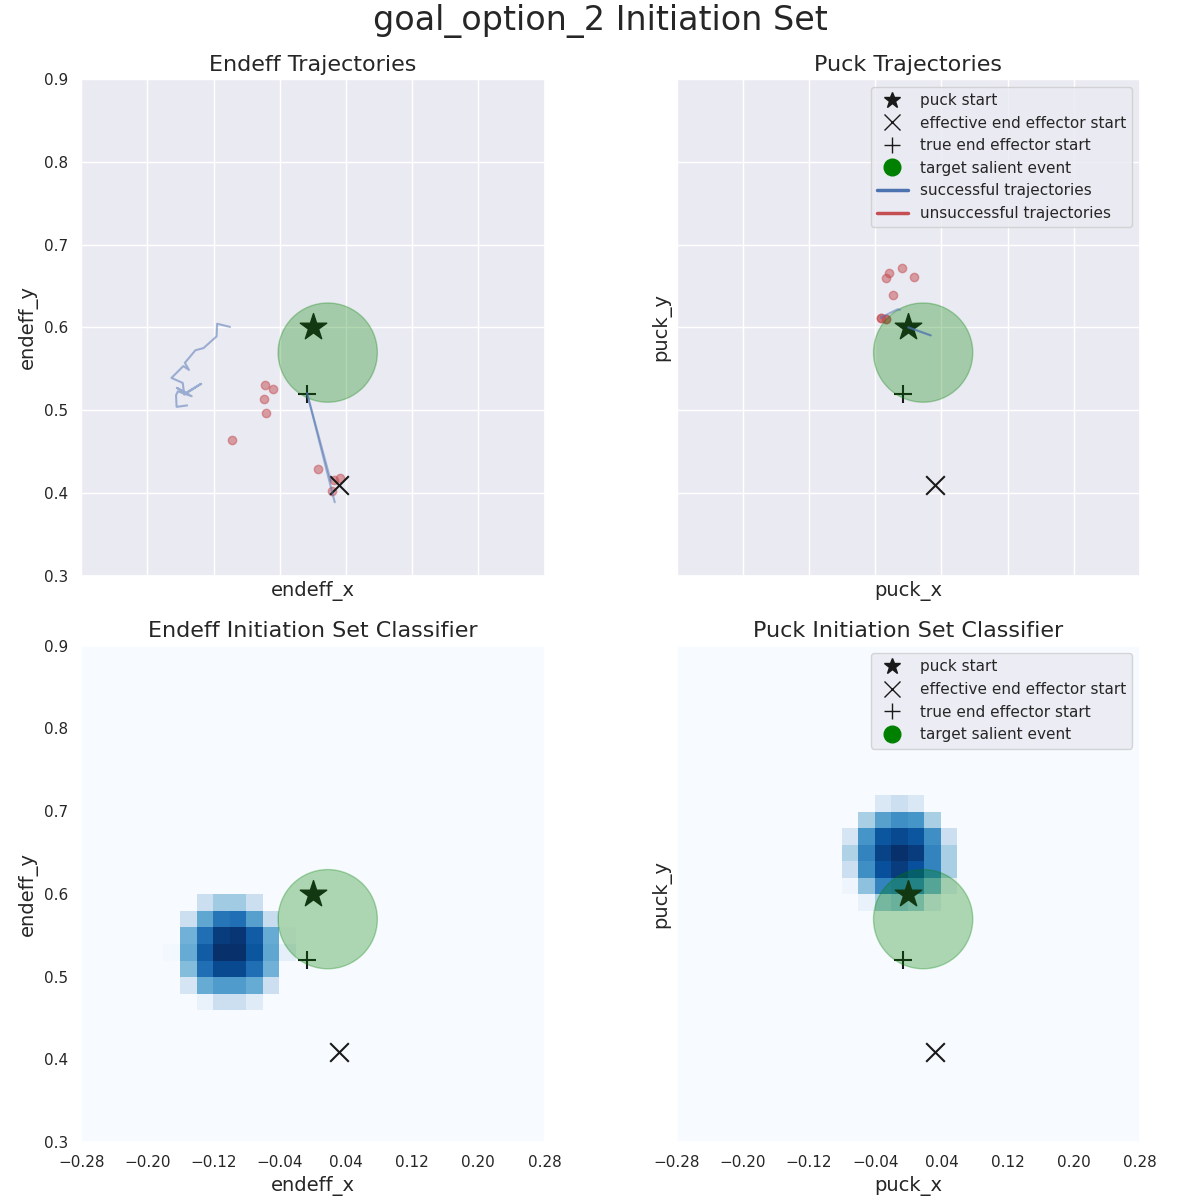 goal_option_2 Initiation Set
Endeff Trajectories
0.9
0.8
0.7
0.6
0.5
0.4
0.3
endeff_y
endeff_x
Puck Trajectories
puck start
effective end effector start
true end effector start
target salient event
successful trajectories
unsuccessful trajectories
puck_y
puck_x
Endeff Initiation Set Classifier
0.9
0.8
0.7
0.6
0.5
0.4
0.3
endeff_y
−0.28 −0.20 −0.12 −0.04 0.04 0.12 0.20 0.28
endeff_x
Puck Initiation Set Classifier
puck start
effective end effector start
true end effector start
target salient event
puck_y
−0.28 −0.20 −0.12 −0.04 0.04 0.12 0.20 0.28
puck_x